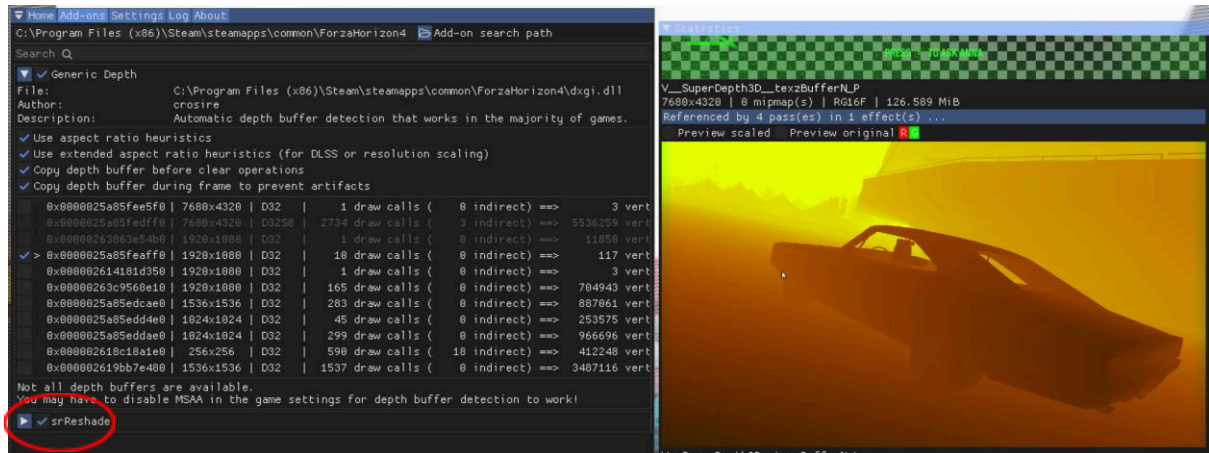 Home Add-ons Settings Log About
C:\Program Files (x86)\Steam\steamapps\common\ForzaHorizon4 Add-on search path
Search
Generic Depth
File: C:\Program Files (x86)\Steam\steamapps\common\ForzaHorizon4\dxgi.dll
Author: crosire
Description: Automatic depth buffer detection that works in the majority of games.
Use aspect ratio heuristics
Use extended aspect ratio heuristics (for DLSS or resolution scaling)
Copy depth buffer before clear operations
Copy depth buffer during frame to prevent artifacts
0x0000025a85fee5f0 | 7680x4320 | D32 | 1 draw calls ( 0 indirect) ==> 3 vert
0x0000025a85fedff0 | 7680x4320 | D32S8 | 2734 draw calls ( 3 indirect) ==> 5536259 vert
0x00000263063e54b0 | 1920x1080 | D32 | 1 draw calls ( 0 indirect) ==> 11850 vert
> 0x0000025a85feaff0 | 1920x1080 | D32 | 10 draw calls ( 0 indirect) ==> 117 vert
0x000002614181d350 | 1920x1080 | D32 | 1 draw calls ( 0 indirect) ==> 3 vert
0x00000263c9568e10 | 1920x1080 | D32 | 165 draw calls ( 0 indirect) ==> 704943 vert
0x0000025a85edcae0 | 1536x1536 | D32 | 283 draw calls ( 0 indirect) ==> 887061 vert
0x0000025a85edd4e0 | 1024x1024 | D32 | 45 draw calls ( 0 indirect) ==> 253575 vert
0x0000025a85eddae0 | 1024x1024 | D32 | 299 draw calls ( 0 indirect) ==> 966696 vert
0x000002618c18a1e0 | 256x256 | D32 | 590 draw calls ( 18 indirect) ==> 412248 vert
0x000002619bb7e480 | 1536x1536 | D32 | 1537 draw calls ( 0 indirect) ==> 3487116 vert
Not all depth buffers are available.
You may have to disable MSAA in the game settings for depth buffer detection to work!
srReshade
Statistics
TO ASK ANNA
V__SuperDepth3D__texzBufferN_P
7680x4320 | 0 mipmap(s) | RG16F | 126.589 MiB
Referenced by 4 pass(es) in 1 effect(s) ...
Preview scaled Preview original R G